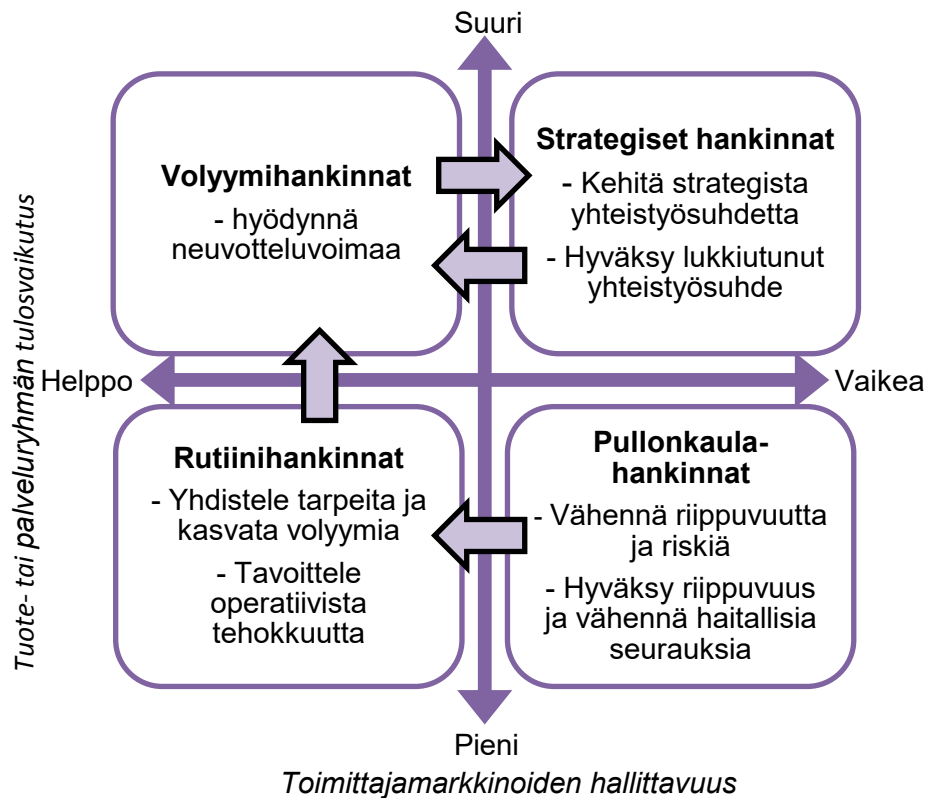 Suuri
Volyymihankinnat
- hyödynnä
neuvotteluvoimaa
Strategiset hankinnat
- Kehitä strategista
yhteistyösuhdetta
- Hyväksy lukkiutunut
yhteistyösuhde
Tuote- tai palveluryhmän tulosvaikutus
Helppo
Vaikea
Rutiinihankinnat
- Yhdistele tarpeita ja
kasvata volyymia
- Tavoittele
operatiivista
tehokkuutta
Pullonkaula-
hankinnat
- Vähennä riippuvuutta
ja riskiä
- Hyväksy riippuvuus
ja vähennä haitallisia
seurauksia
Pieni
Toimittajamarkkinoiden hallittavuus